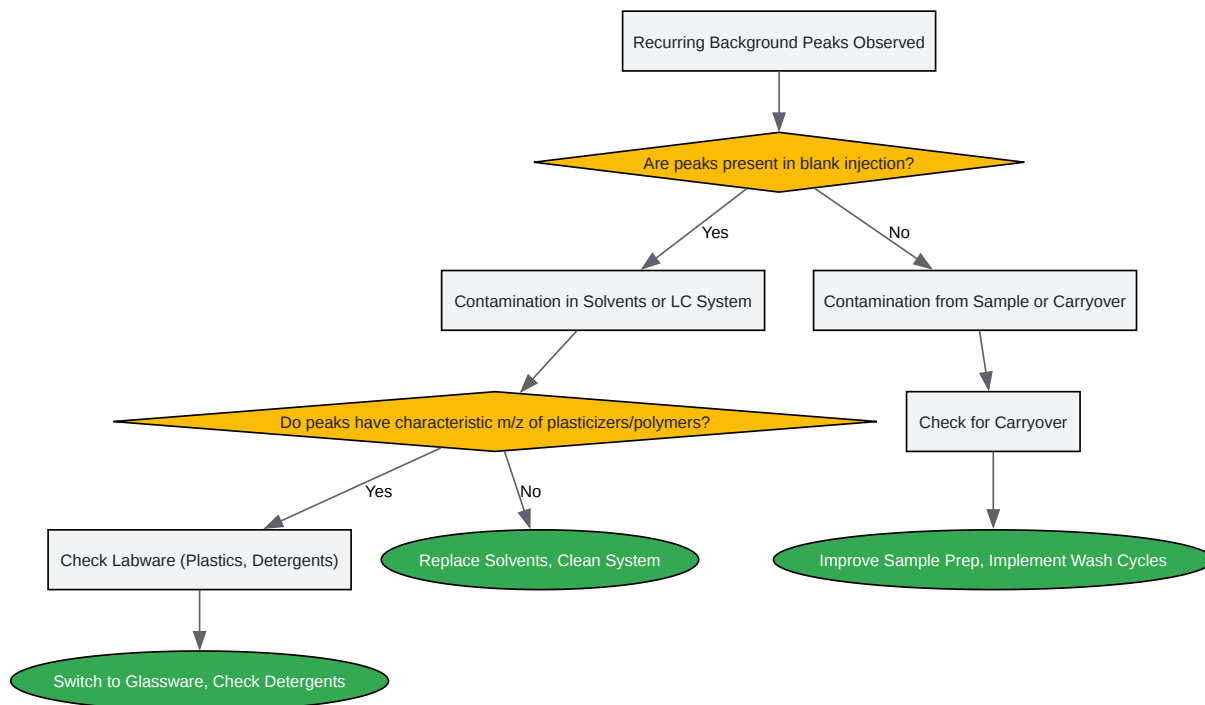 Recurring Background Peaks Observed
Are peaks present in blank injection?
Yes
No
Contamination in Solvents or LC System
Contamination from Sample or Carryover
Do peaks have characteristic m/z of plasticizers/polymers?
Check for Carryover
Yes
No
Check Labware (Plastics, Detergents)
Replace Solvents, Clean System
Improve Sample Prep, Implement Wash Cycles
Switch to Glassware, Check Detergents